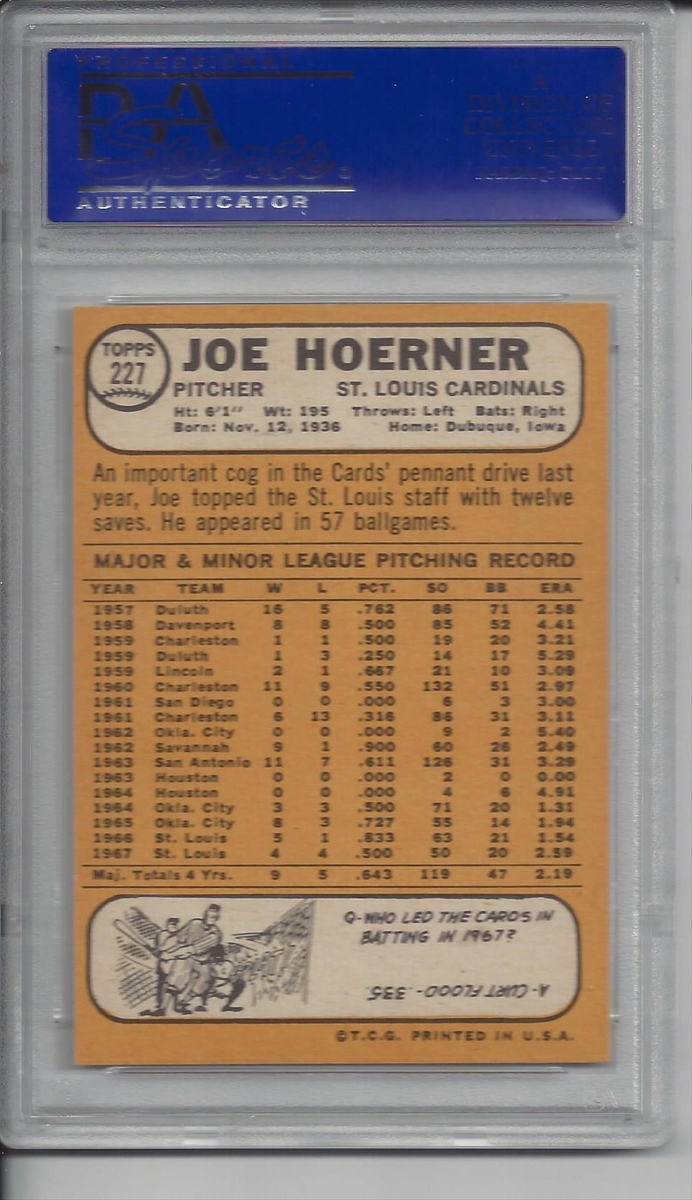 PROFESSIONAL
PSA
Sports
AUTHENTICATOR
A
DIVISION OF
COLLECTORS
UNIVERSE
TOPPS
227
JOE HOERNER
PITCHER ST. LOUIS CARDINALS
Ht: 6'1" Wt: 195 Throws: Left Bats: Right
Born: Nov. 12, 1936 Home: Dubuque, Iowa
An important cog in the Cards' pennant drive last
year, Joe topped the St. Louis staff with twelve
saves. He appeared in 57 ballgames.
MAJOR & MINOR LEAGUE PITCHING RECORD
YEAR TEAM W L PCT. SO BB ERA
1957 Duluth 16 5 .762 86 71 2.58
1958 Davenport 8 8 .500 85 52 4.41
1959 Charleston 1 1 .500 19 20 3.21
1959 Duluth 1 3 .250 14 17 5.29
1959 Lincoln 2 1 .667 21 10 3.09
1960 Charleston 11 9 .550 132 51 2.97
1961 San Diego 0 0 .000 6 3 3.00
1961 Charleston 6 13 .316 86 31 3.11
1962 Okla. City 0 0 .000 9 2 5.40
1962 Savannah 9 1 .900 60 26 2.49
1963 San Antonio 11 7 .611 126 31 3.29
1963 Houston 0 0 .000 2 0 0.00
1964 Houston 0 0 .000 4 6 4.91
1964 Okla. City 3 3 .500 71 20 1.31
1965 Okla. City 8 3 .727 55 14 1.94
1966 St. Louis 5 1 .833 63 21 1.54
1967 St. Louis 4 4 .500 50 20 2.59
Maj. Totals 4 Yrs. 9 5 .643 119 47 2.19
Q-WHO LED THE CARDS IN
BATTING IN 1967?
A-CURT FLOOD-.335.
©T.C.G. PRINTED IN U.S.A.